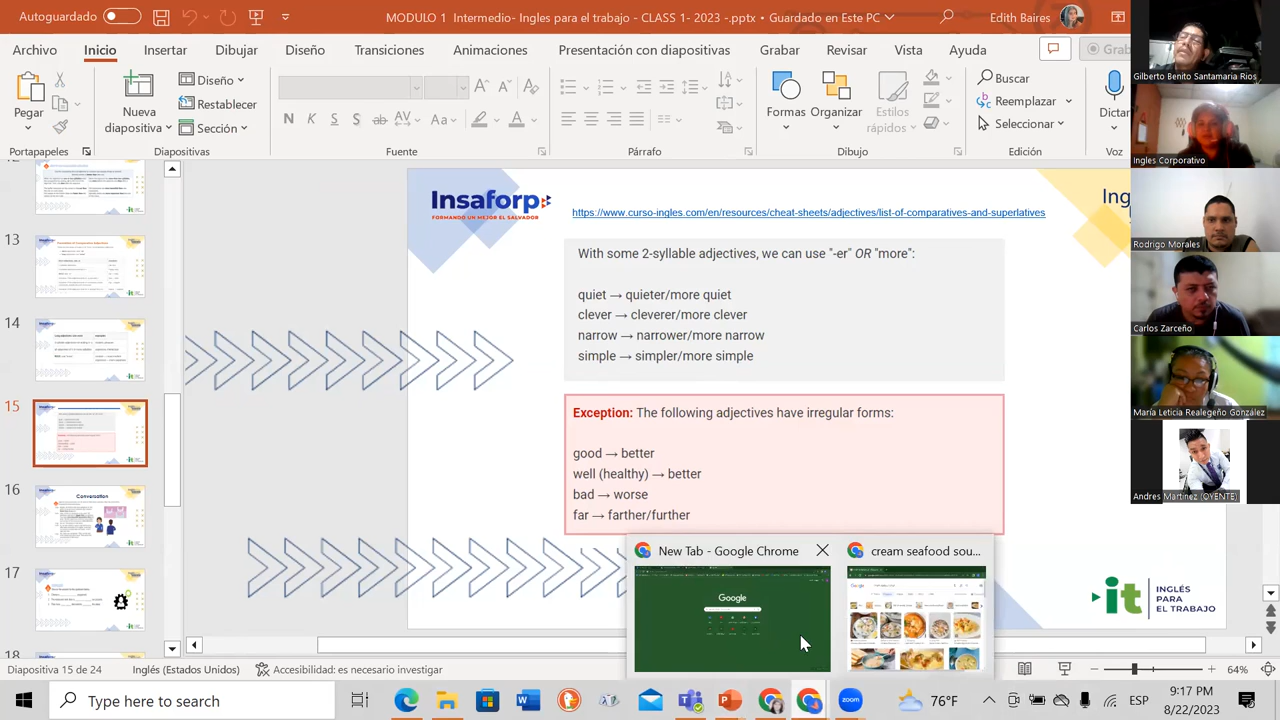 Autoguardado
MODULO 1 Intermedio- Ingles para el trabajo - CLASS 1- 2023 -.pptx • Guardado en Este PC
Edith Baires
Archivo Inicio Insertar Dibujar Diseño Transiciones Animaciones Presentación con diapositivas Grabar Revisar Vista Ayuda
Pegar
Nueva diapositiva
Diseño
Restablecer
Sección
Formas
Organizar
Estilos rápidos
Buscar
Reemplazar
Seleccionar
Dictar
Portapapeles
Diapositivas
Fuente
Párrafo
Dibujo
Edición
Voz
13
14
15
16
Conversation
Insaforp
FORMANDO UN MEJOR EL SALVADOR
https://www.curso-ingles.com/en/resources/cheat-sheets/adjectives/list-of-comparatives-and-superlatives
Ing
With some 2-syllable adjectives, we can use "-er" OR "more":
quiet → quieter/more quiet
clever → cleverer/more clever
narrow → narrower/more narrow
simple → simpler/more simple
Exception: The following adjectives have irregular forms:
good → better
well (healthy) → better
bad → worse
far → farther/further
New Tab - Google Chrome
cream seafood sou...
Google
it
INGLÉS
PARA
EL TRABAJO
Gilberto Benito Santamaria Rios
Ingles Corporativo
Rodrigo Morales
Carlos Zarceño
María Leticia Realegeño González
Andres Martínez (OYENTE)
Diapositiva 15 de 24
Inglés (Estados Unidos)
Accesibilidad: es necesario investigar
64%
Type here to search
76°F
ESP
9:17 PM
8/22/2023